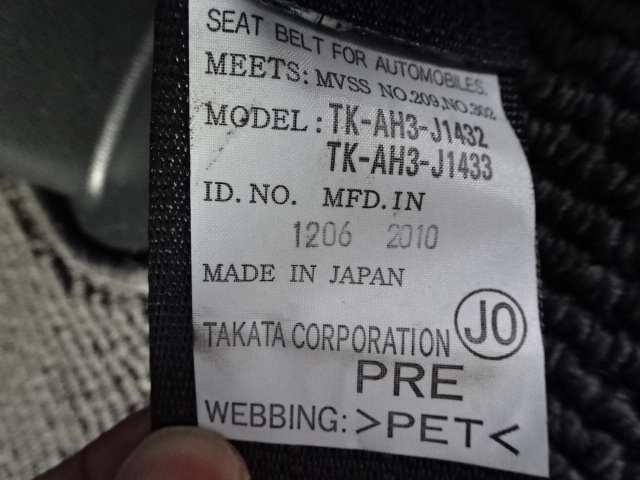 SEAT BELT FOR AUTOMOBILES.
MEETS: MVSS NO.209, NO.302
MODEL: TK-AH3-J1432
TK-AH3-J1433
ID. NO. MFD. IN
1206 2010
MADE IN JAPAN
TAKATA CORPORATION JO
PRE
WEBBING: >PET<